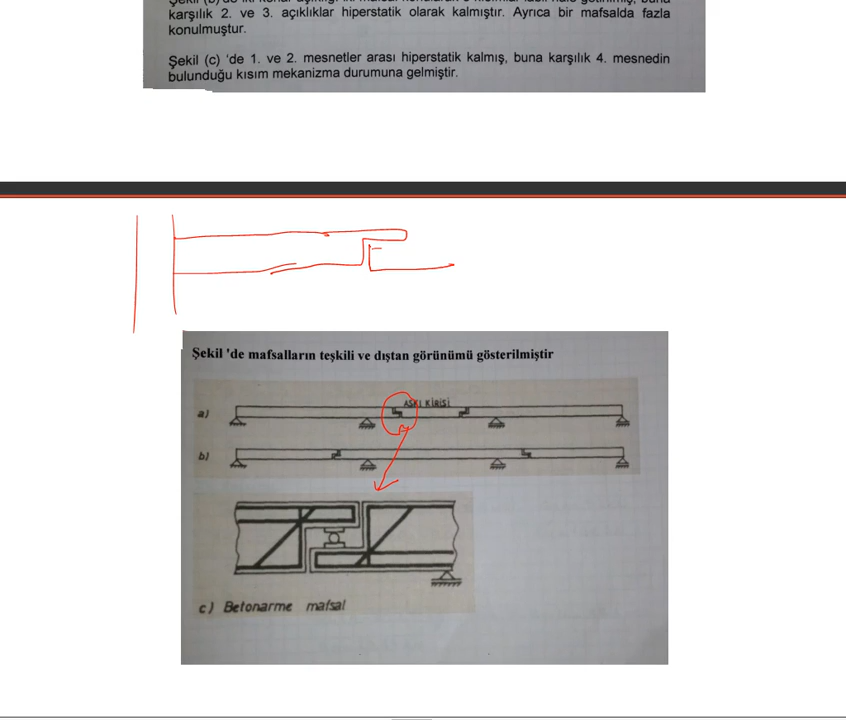 karşılık 2. ve 3. açıklıklar hiperstatik olarak kalmıştır. Ayrıca bir mafsalda fazla
konulmuştur.
Şekil (c) 'de 1. ve 2. mesnetler arası hiperstatik kalmış, buna karşılık 4. mesnedin
bulunduğu kısım mekanizma durumuna gelmiştir.
Şekil 'de mafsalların teşkili ve dıştan görünümü gösterilmiştir
a)
ASKI KİRİSİ
b)
c) Betonarme mafsal